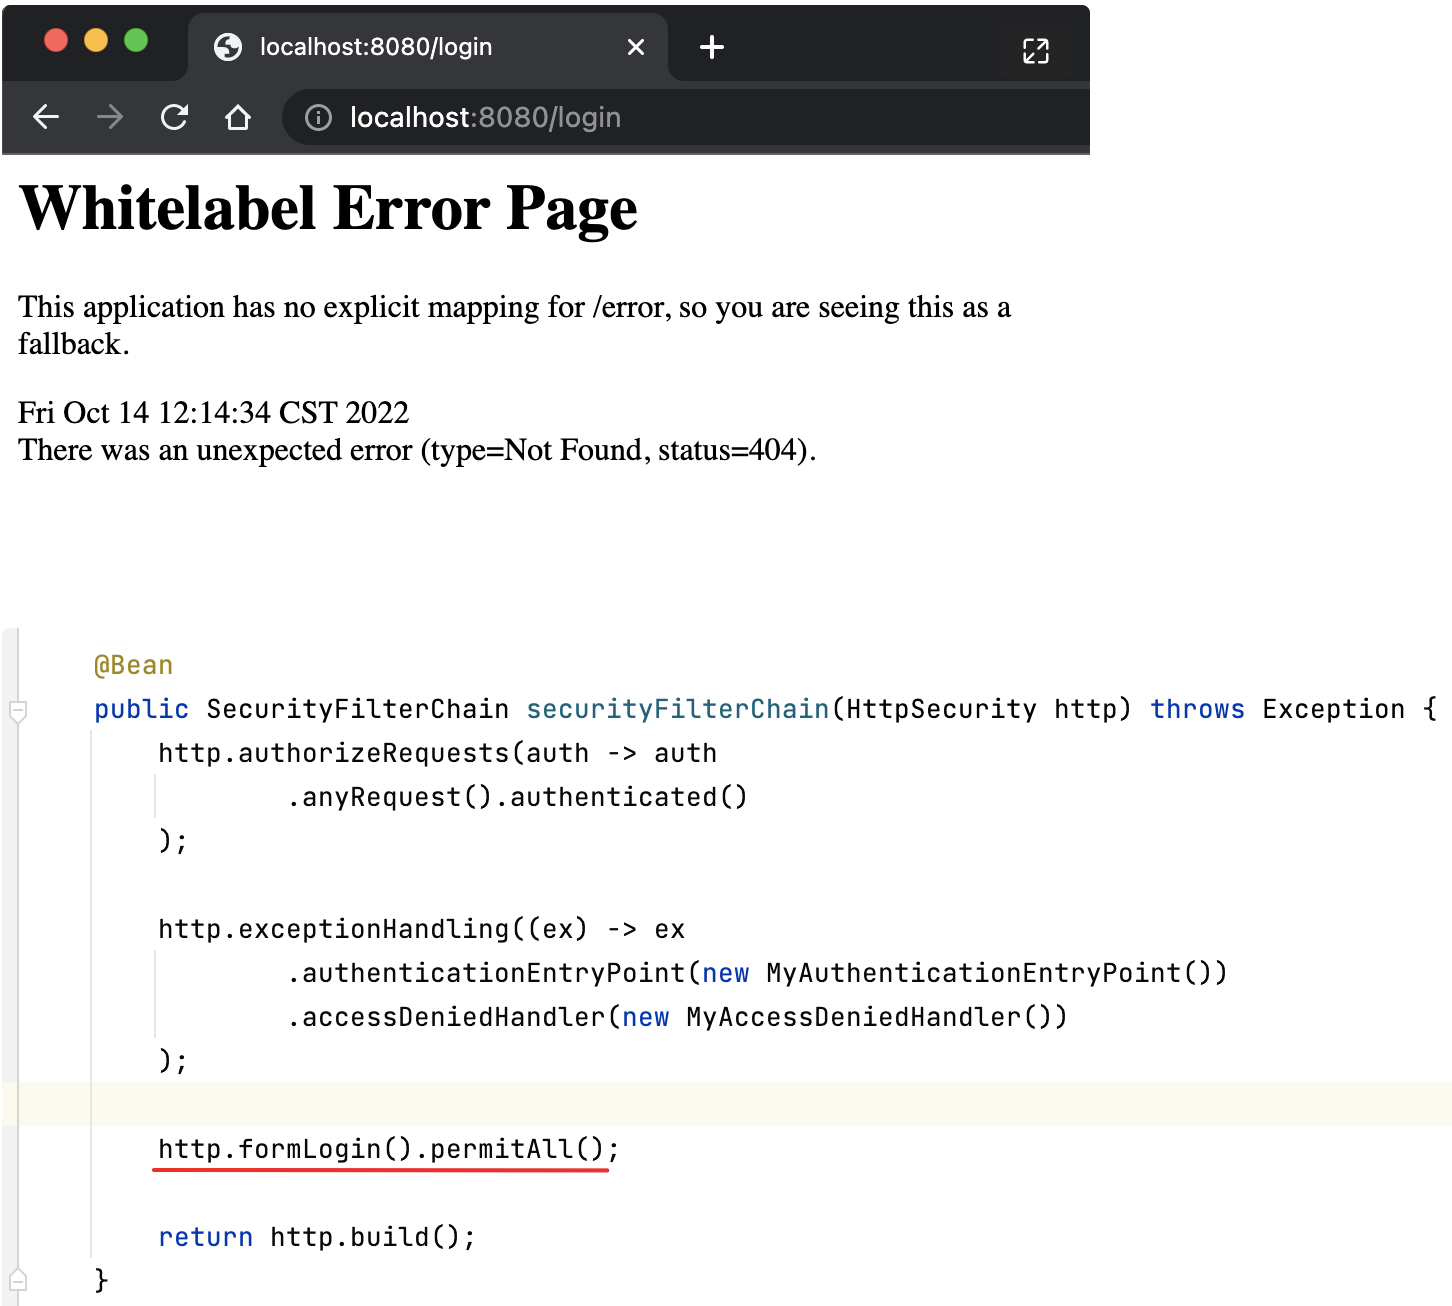 localhost:8080/login
localhost:8080/login
Whitelabel Error Page
This application has no explicit mapping for /error, so you are seeing this as a
fallback.
Fri Oct 14 12:14:34 CST 2022
There was an unexpected error (type=Not Found, status=404).
@Bean
public SecurityFilterChain securityFilterChain(HttpSecurity http) throws Exception {
http.authorizeRequests(auth -> auth
.anyRequest().authenticated()
);
http.exceptionHandling((ex) -> ex
.authenticationEntryPoint(new MyAuthenticationEntryPoint())
.accessDeniedHandler(new MyAccessDeniedHandler())
);
http.formLogin().permitAll();
return http.build();
}